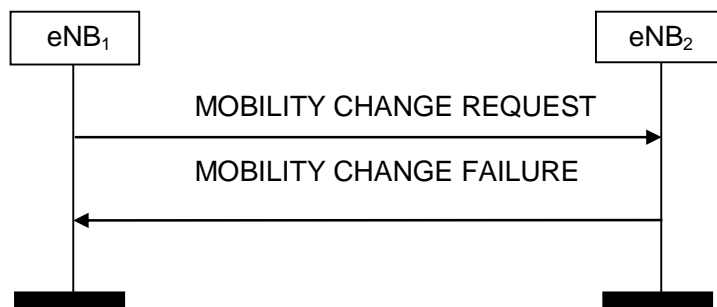 eNB₁
eNB₂
MOBILITY CHANGE REQUEST
MOBILITY CHANGE FAILURE